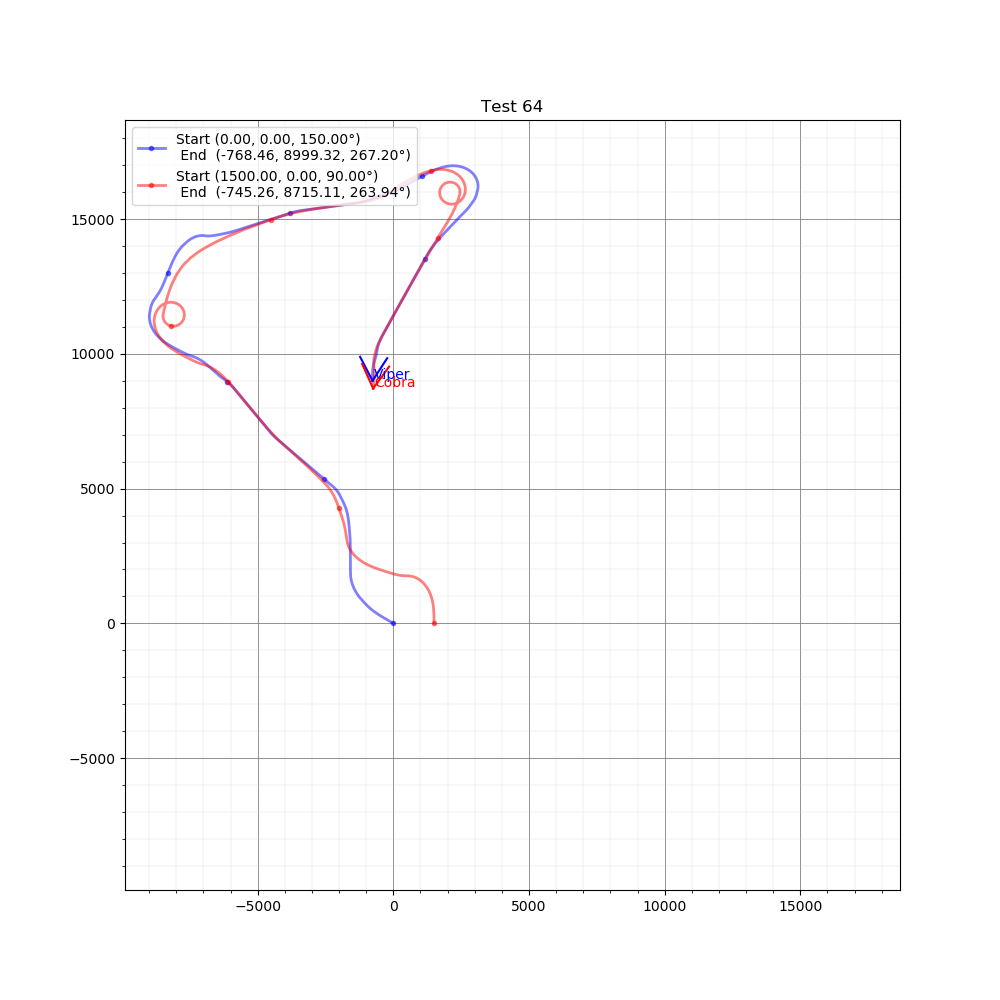 Test 64
Start (0.00, 0.00, 150.00°)
End (-768.46, 8999.32, 267.20°)
Start (1500.00, 0.00, 90.00°)
End (-745.26, 8715.11, 263.94°)
15000
10000
Viper
Cobra
5000
0
−5000
−5000
0
5000
10000
15000